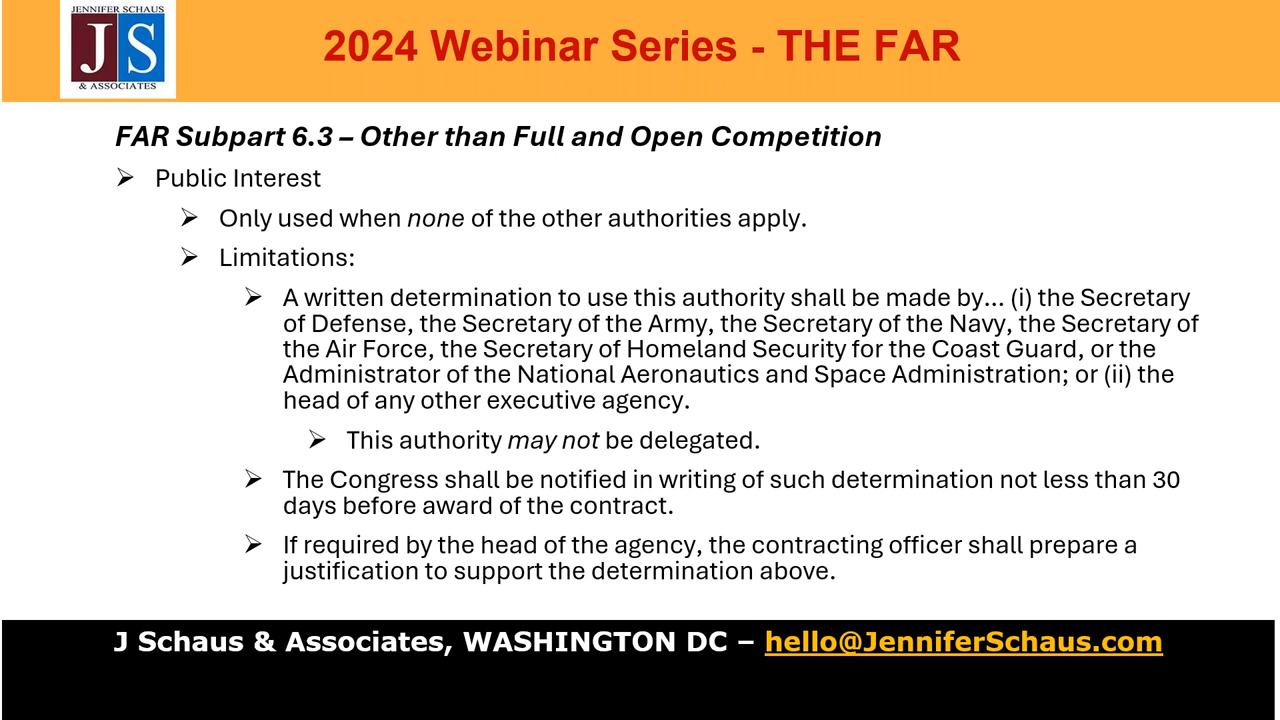 JENNIFER SCHAUS
J S
& ASSOCIATES
2024 Webinar Series - THE FAR
FAR Subpart 6.3 – Other than Full and Open Competition
➢ Public Interest
➢ Only used when none of the other authorities apply.
➢ Limitations:
➢ A written determination to use this authority shall be made by... (i) the Secretary
of Defense, the Secretary of the Army, the Secretary of the Navy, the Secretary of
the Air Force, the Secretary of Homeland Security for the Coast Guard, or the
Administrator of the National Aeronautics and Space Administration; or (ii) the
head of any other executive agency.
➢ This authority may not be delegated.
➢ The Congress shall be notified in writing of such determination not less than 30
days before award of the contract.
➢ If required by the head of the agency, the contracting officer shall prepare a
justification to support the determination above.
J Schaus & Associates, WASHINGTON DC – hello@JenniferSchaus.com